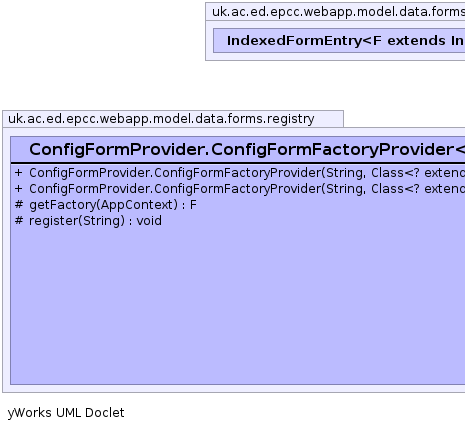 uk.ac.ed.epcc.webapp.model.data.forms
IndexedFormEntry<F extends In
uk.ac.ed.epcc.webapp.model.data.forms.registry
ConfigFormProvider.ConfigFormFactoryProvider<
+ ConfigFormProvider.ConfigFormFactoryProvider(String, Class<? extend
+ ConfigFormProvider.ConfigFormFactoryProvider(String, Class<? extend
# getFactory(AppContext) : F
# register(String) : void
yWorks UML Doclet